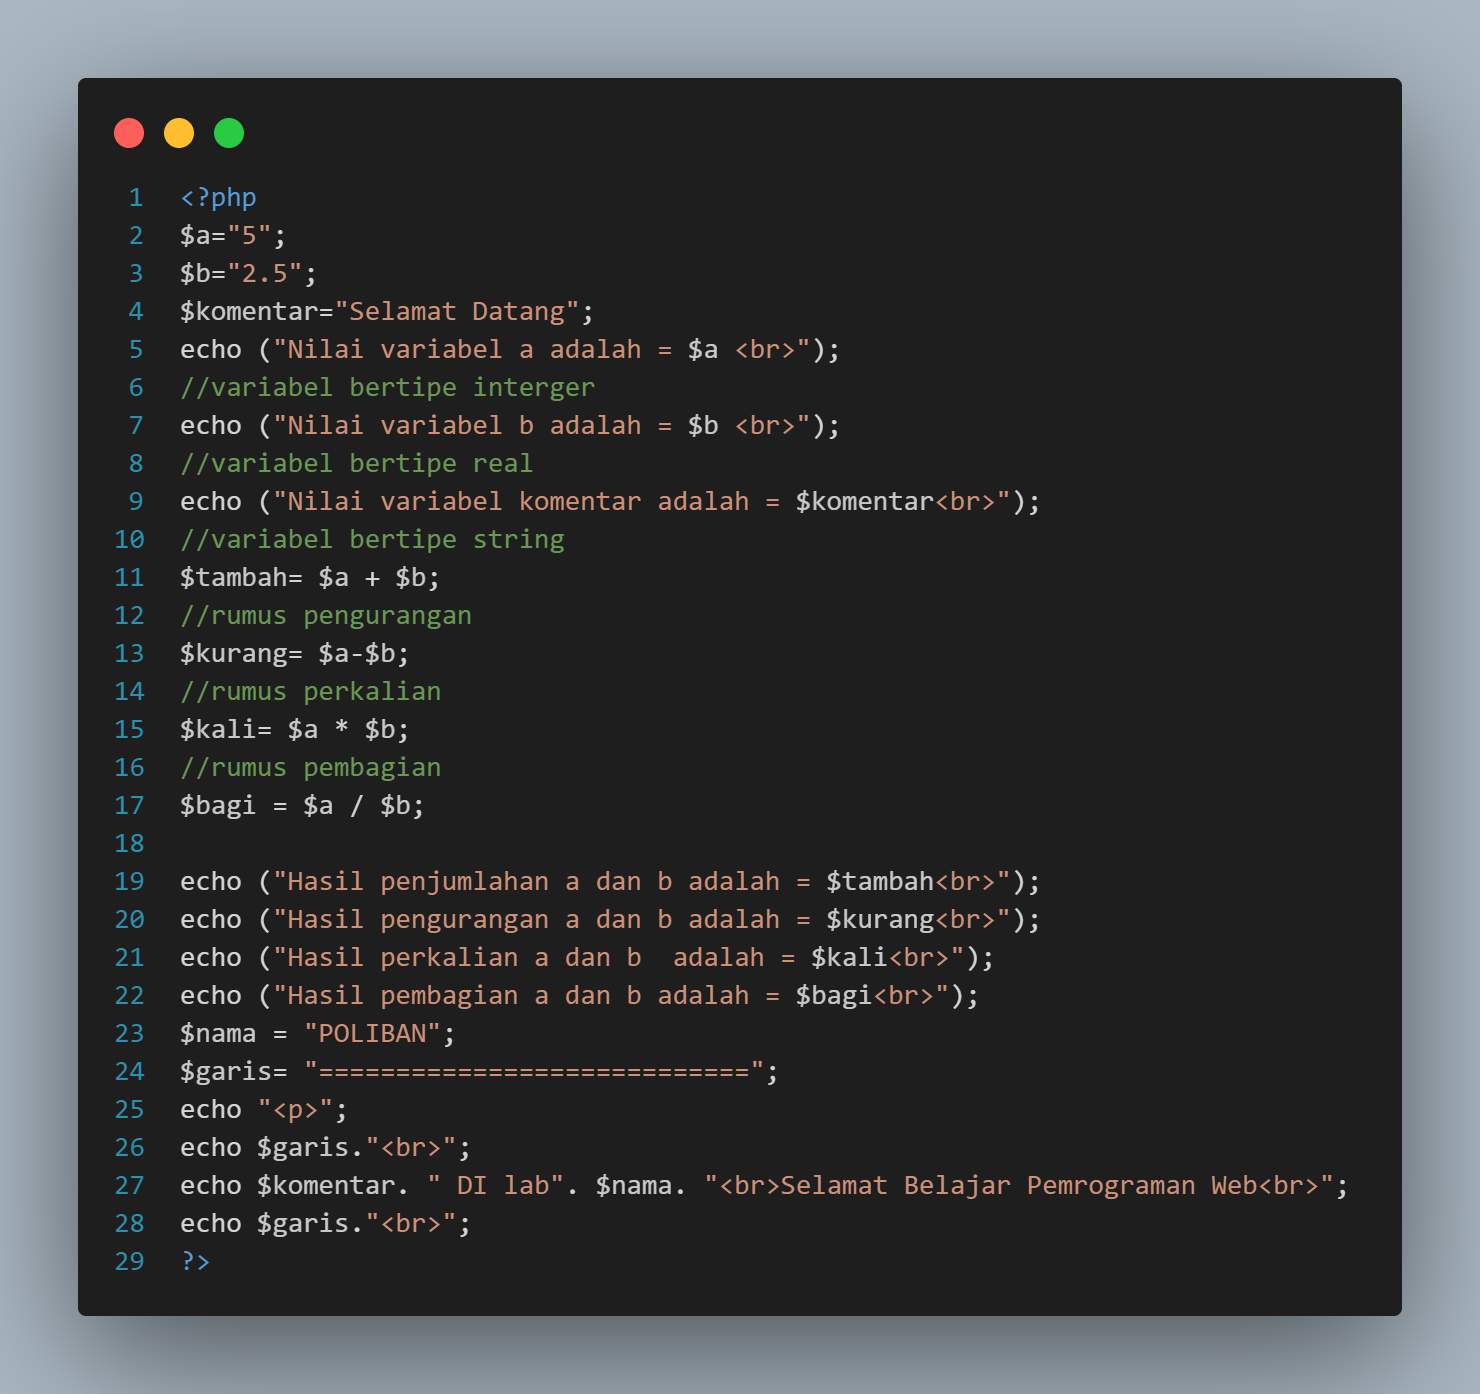 1 <?php
2 $a="5";
3 $b="2.5";
4 $komentar="Selamat Datang";
5 echo ("Nilai variabel a adalah = $a <br>");
6 //variabel bertipe interger
7 echo ("Nilai variabel b adalah = $b <br>");
8 //variabel bertipe real
9 echo ("Nilai variabel komentar adalah = $komentar<br>");
10 //variabel bertipe string
11 $tambah= $a + $b;
12 //rumus pengurangan
13 $kurang= $a-$b;
14 //rumus perkalian
15 $kali= $a * $b;
16 //rumus pembagian
17 $bagi = $a / $b;
18
19 echo ("Hasil penjumlahan a dan b adalah = $tambah<br>");
20 echo ("Hasil pengurangan a dan b adalah = $kurang<br>");
21 echo ("Hasil perkalian a dan b  adalah = $kali<br>");
22 echo ("Hasil pembagian a dan b adalah = $bagi<br>");
23 $nama = "POLIBAN";
24 $garis= "============================";
25 echo "<p>";
26 echo $garis."<br>";
27 echo $komentar. " DI lab". $nama. "<br>Selamat Belajar Pemrograman Web<br>";
28 echo $garis."<br>";
29 ?>